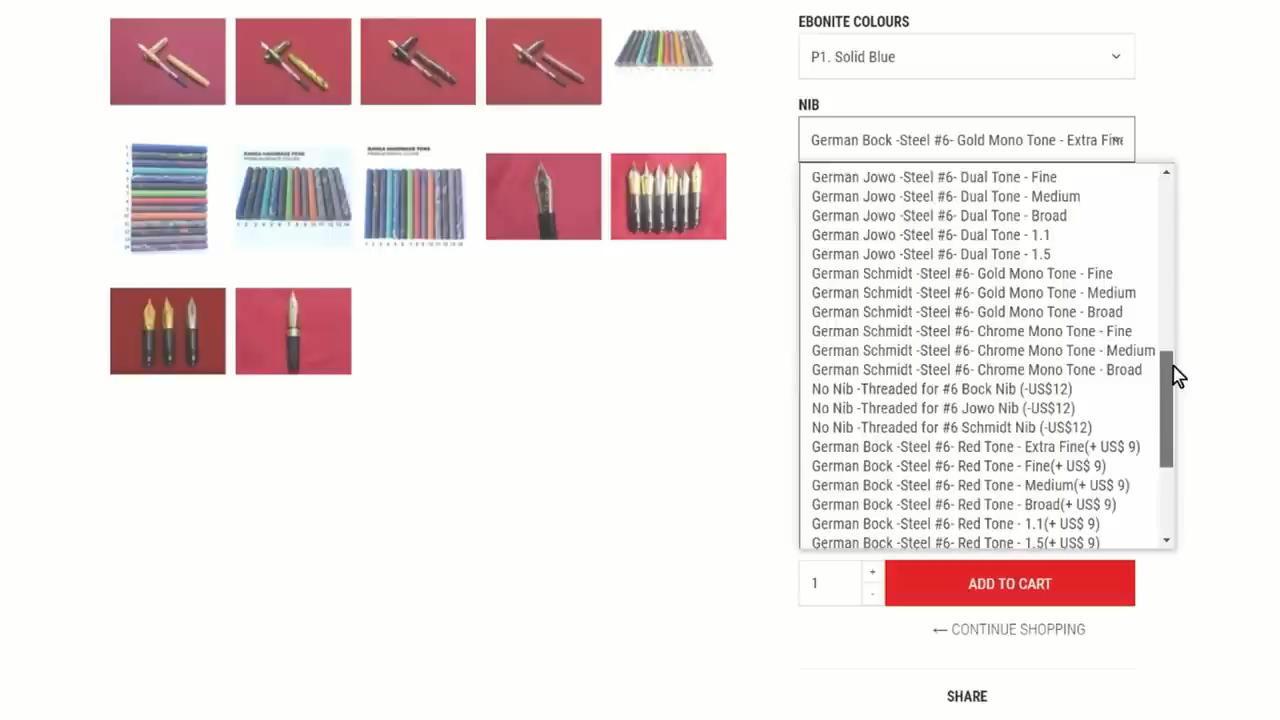 EBONITE COLOURS
P1. Solid Blue
NIB
German Bock -Steel #6- Gold Mono Tone - Extra Fine
German Jowo -Steel #6- Dual Tone - Fine
German Jowo -Steel #6- Dual Tone - Medium
German Jowo -Steel #6- Dual Tone - Broad
German Jowo -Steel #6- Dual Tone - 1.1
German Jowo -Steel #6- Dual Tone - 1.5
German Schmidt -Steel #6- Gold Mono Tone - Fine
German Schmidt -Steel #6- Gold Mono Tone - Medium
German Schmidt -Steel #6- Gold Mono Tone - Broad
German Schmidt -Steel #6- Chrome Mono Tone - Fine
German Schmidt -Steel #6- Chrome Mono Tone - Medium
German Schmidt -Steel #6- Chrome Mono Tone - Broad
No Nib -Threaded for #6 Bock Nib (-US$12)
No Nib -Threaded for #6 Jowo Nib (-US$12)
No Nib -Threaded for #6 Schmidt Nib (-US$12)
German Bock -Steel #6- Red Tone - Extra Fine(+ US$ 9)
German Bock -Steel #6- Red Tone - Fine(+ US$ 9)
German Bock -Steel #6- Red Tone - Medium(+ US$ 9)
German Bock -Steel #6- Red Tone - Broad(+ US$ 9)
German Bock -Steel #6- Red Tone - 1.1(+ US$ 9)
German Bock -Steel #6- Red Tone - 1.5(+ US$ 9)
1
+
-
ADD TO CART
← CONTINUE SHOPPING
SHARE
RANGA HANDMADE PENS
RANGA HANDMADE PENS